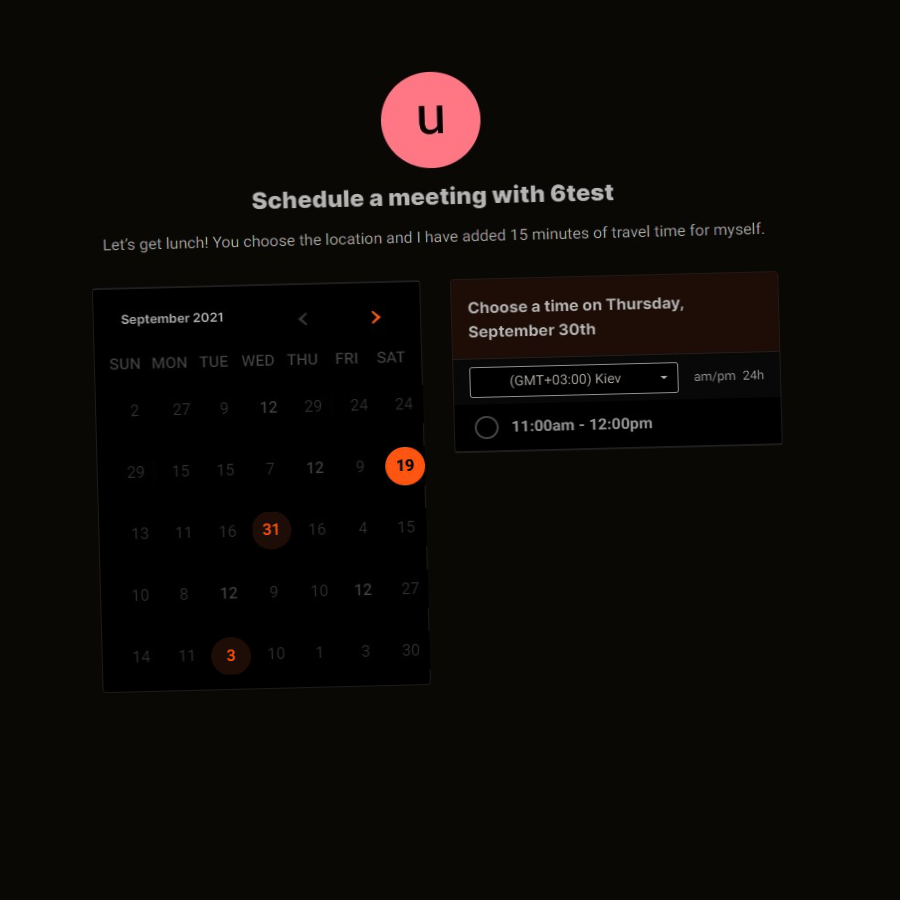 u
Schedule a meeting with 6test
Let's get lunch! You choose the location and I have added 15 minutes of travel time for myself.
September 2021
SUN MON TUE WED THU FRI SAT
2 27 9 12 29 24 24
29 15 15 7 12 9 19
13 11 16 31 16 4 15
10 8 12 9 10 12 27
14 11 3 10 1 3 30
Choose a time on Thursday,
September 30th
(GMT+03:00) Kiev am/pm 24h
11:00am - 12:00pm